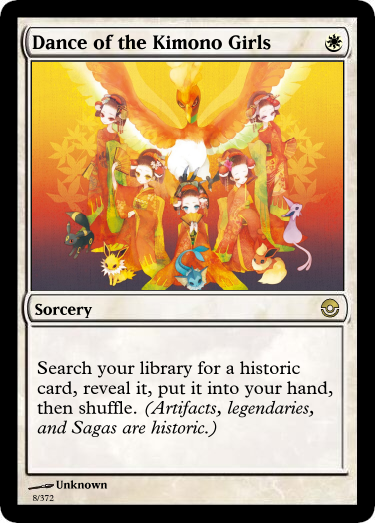 Dance of the Kimono Girls
Sorcery
Search your library for a historic
card, reveal it, put it into your hand,
then shuffle. (Artifacts, legendaries,
and Sagas are historic.)
Unknown
8/372